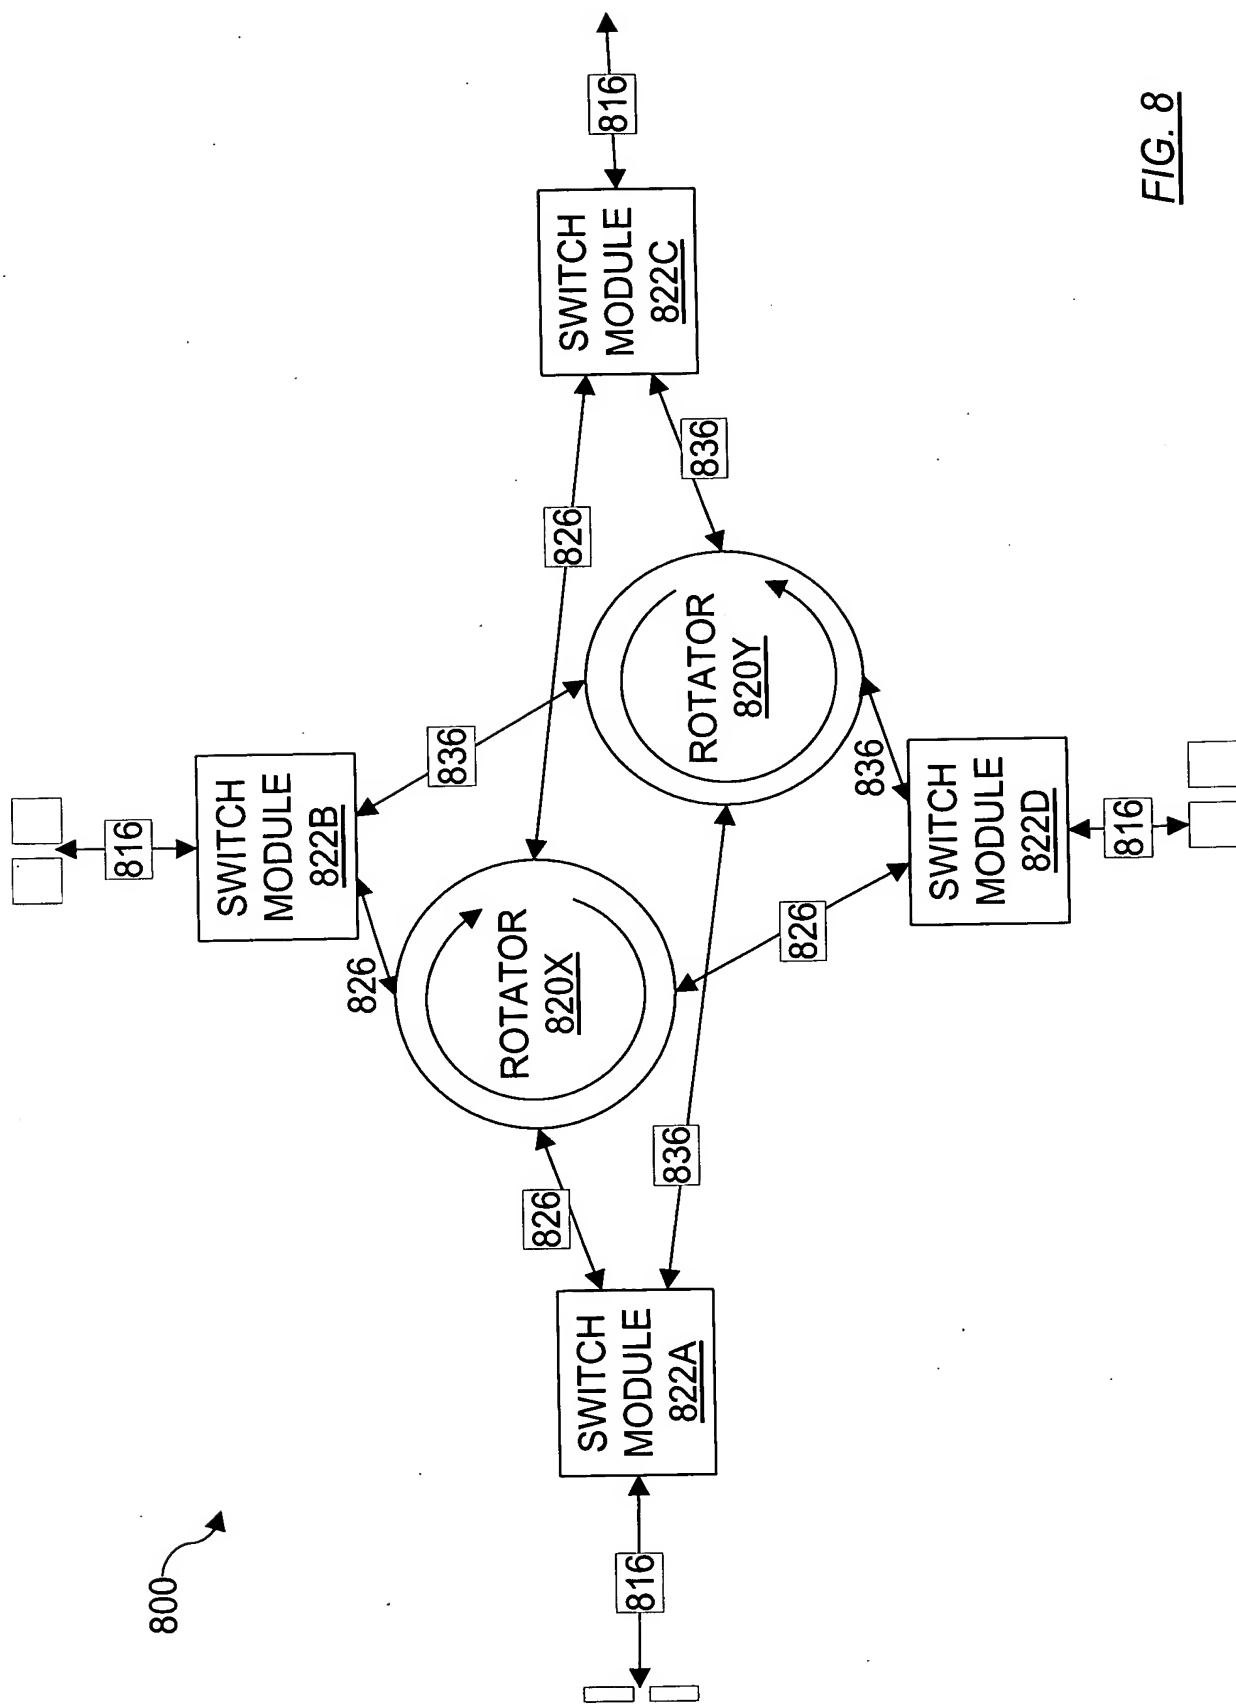 800
816
SWITCH
MODULE
822B
816
SWITCH
MODULE
822A
826
826
ROTATOR
820X
836
826
836
826
ROTATOR
820Y
836
836
SWITCH
MODULE
822C
816
SWITCH
MODULE
822D
816
FIG. 8